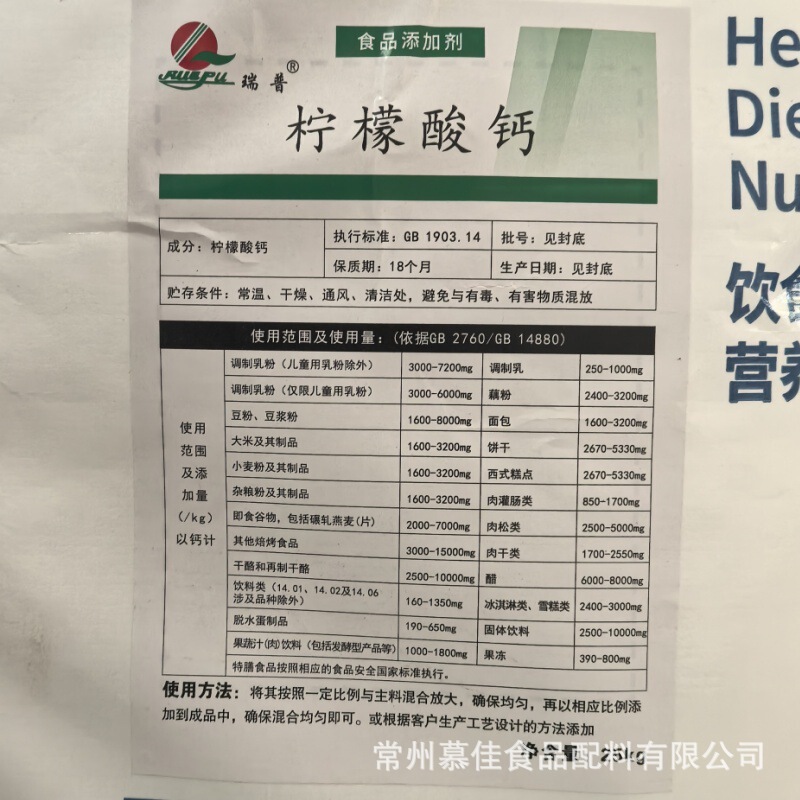 食品添加剂
RUEPU 瑞普®
柠檬酸钙
成分：柠檬酸钙
执行标准：GB 1903.14
批号：见封底
保质期：18个月
生产日期：见封底
贮存条件：常温、干燥、通风、清洁处，避免与有毒、有害物质混放
使用范围及使用量：(依据GB 2760/GB 14880)
使用
范围
及添
加量
(/kg)
以钙计
调制乳粉（儿童用乳粉除外） 3000-7200mg 调制乳 250-1000mg
调制乳粉（仅限儿童用乳粉） 3000-6000mg 藕粉 2400-3200mg
豆粉、豆浆粉 1600-8000mg 面包 1600-3200mg
大米及其制品 1600-3200mg 饼干 2670-5330mg
小麦粉及其制品 1600-3200mg 西式糕点 2670-5330mg
杂粮粉及其制品 1600-3200mg 肉灌肠类 850-1700mg
即食谷物，包括碾轧燕麦(片) 2000-7000mg 肉松类 2500-5000mg
其他焙烤食品 3000-15000mg 肉干类 1700-2550mg
干酪和再制干酪 2500-10000mg 醋 6000-8000mg
饮料类（14.01、14.02及14.06
涉及品种除外） 160-1350mg 冰淇淋类、雪糕类 2400-3000mg
脱水蛋制品 190-650mg 固体饮料 2500-10000mg
果蔬汁(肉)饮料（包括发酵型产品等） 1000-1800mg 果冻 390-800mg
特膳食品按照相应的食品安全国家标准执行。
使用方法：将其按照一定比例与主料混合放大，确保均匀，再以相应比例添
加到成品中，确保混合均匀即可。或根据客户生产工艺设计的方法添加
净含量：25kg
常州慕佳食品配料有限公司
He
Die
Nu
饮食
营养